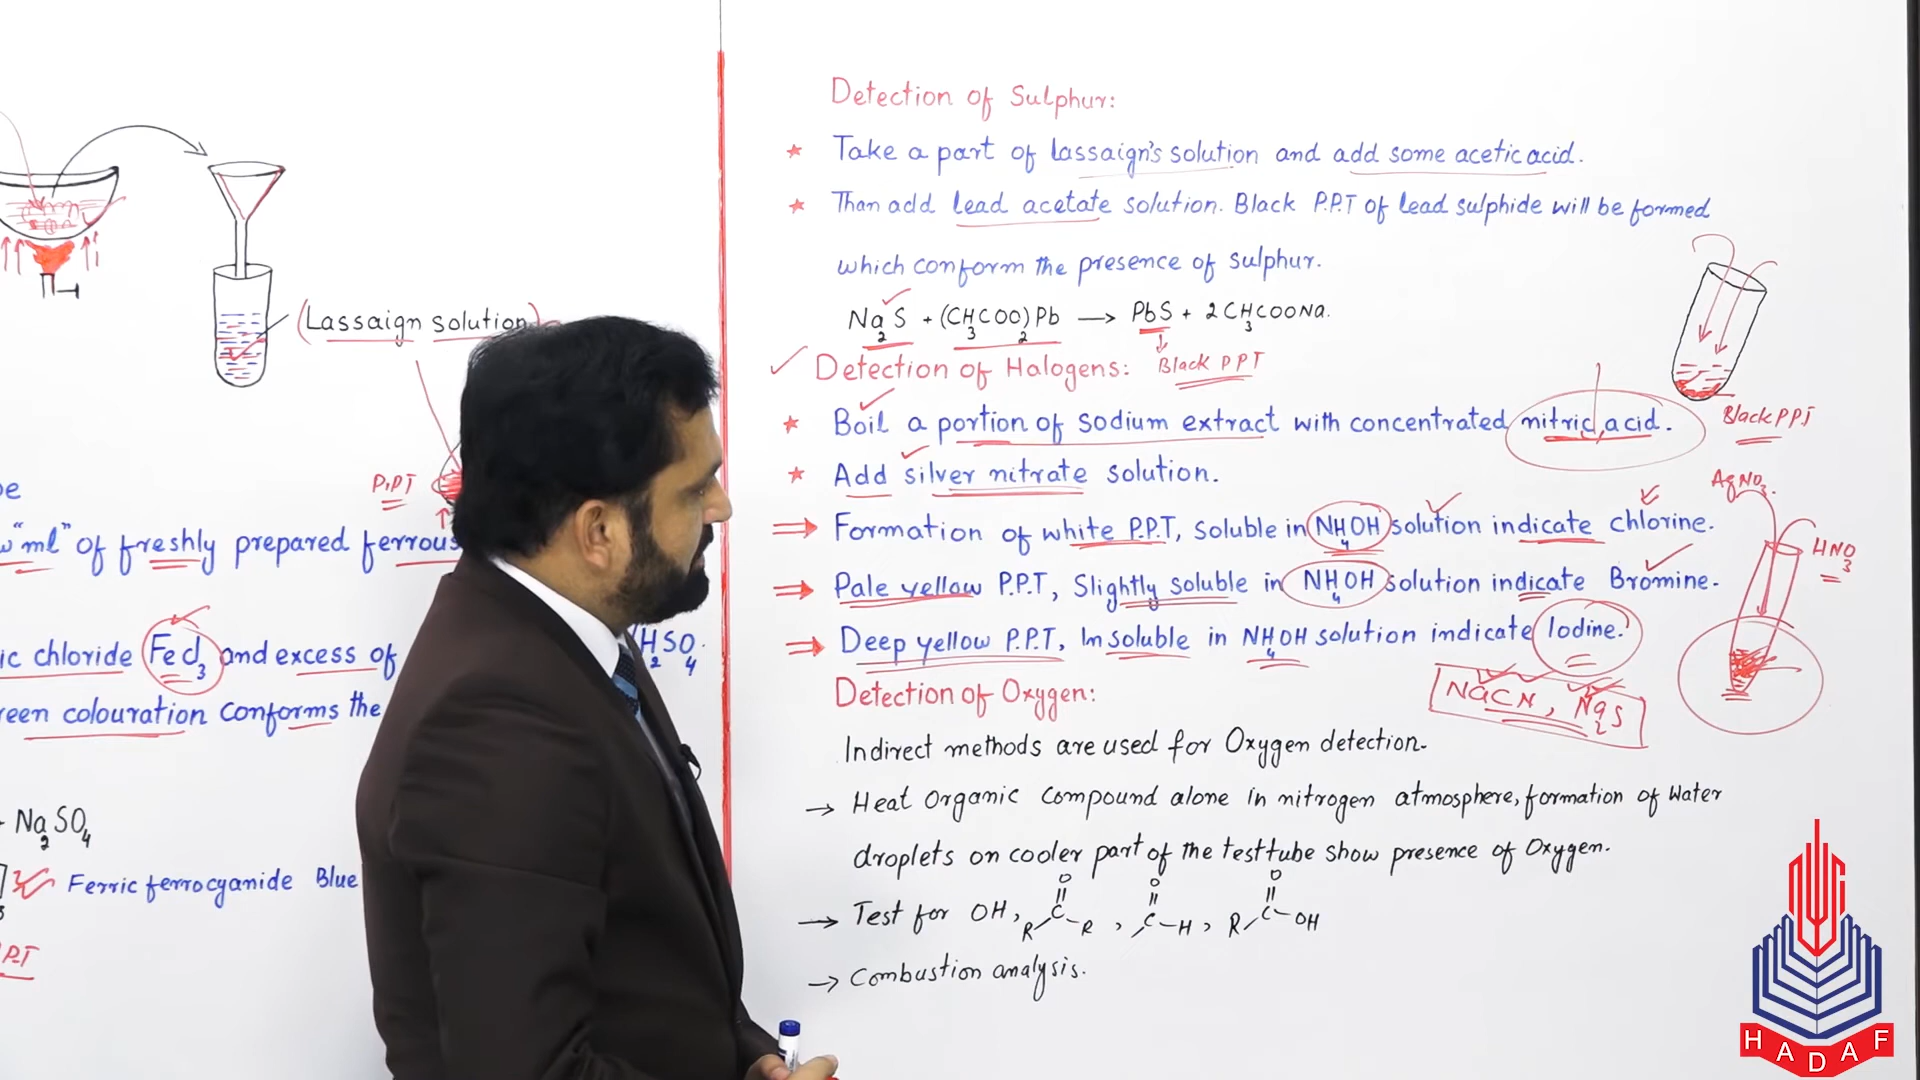 (Lassaign solution)
P.PT
"ml" of freshly prepared ferrous
ic chloride FeCl3 and excess of
H2SO4.
reen colouration conforms the
+ Na2SO4
Ferric ferrocyanide Blue
P.T
Detection of Sulphur:
* Take a part of lassaign's solution and add some acetic acid.
* Than add lead acetate solution. Black P.P.T of lead sulphide will be formed
which conform the presence of sulphur.
Na2S + (CH3COO)2Pb → PbS + 2CH3COONa.
Black PPT
Detection of Halogens:
* Boil a portion of sodium extract with concentrated nitric acid.
Black P.P.T
* Add silver nitrate solution.
AgNO3.
⇒ Formation of white P.P.T, soluble in NH4OH solution indicate chlorine.
HNO3
⇒ Pale yellow P.P.T, Slightly soluble in NH4OH solution indicate Bromine.
⇒ Deep yellow P.P.T, Insoluble in NH4OH solution indicate Iodine.
NaCN, Na2S
Detection of Oxygen:
Indirect methods are used for Oxygen detection.
→ Heat Organic compound alone in nitrogen atmosphere, formation of water
droplets on cooler part of the test tube show presence of Oxygen.
→ Test for OH, R-C(=O)-R, -C(=O)-H, R-C(=O)-OH
→ Combustion analysis.
HADAF